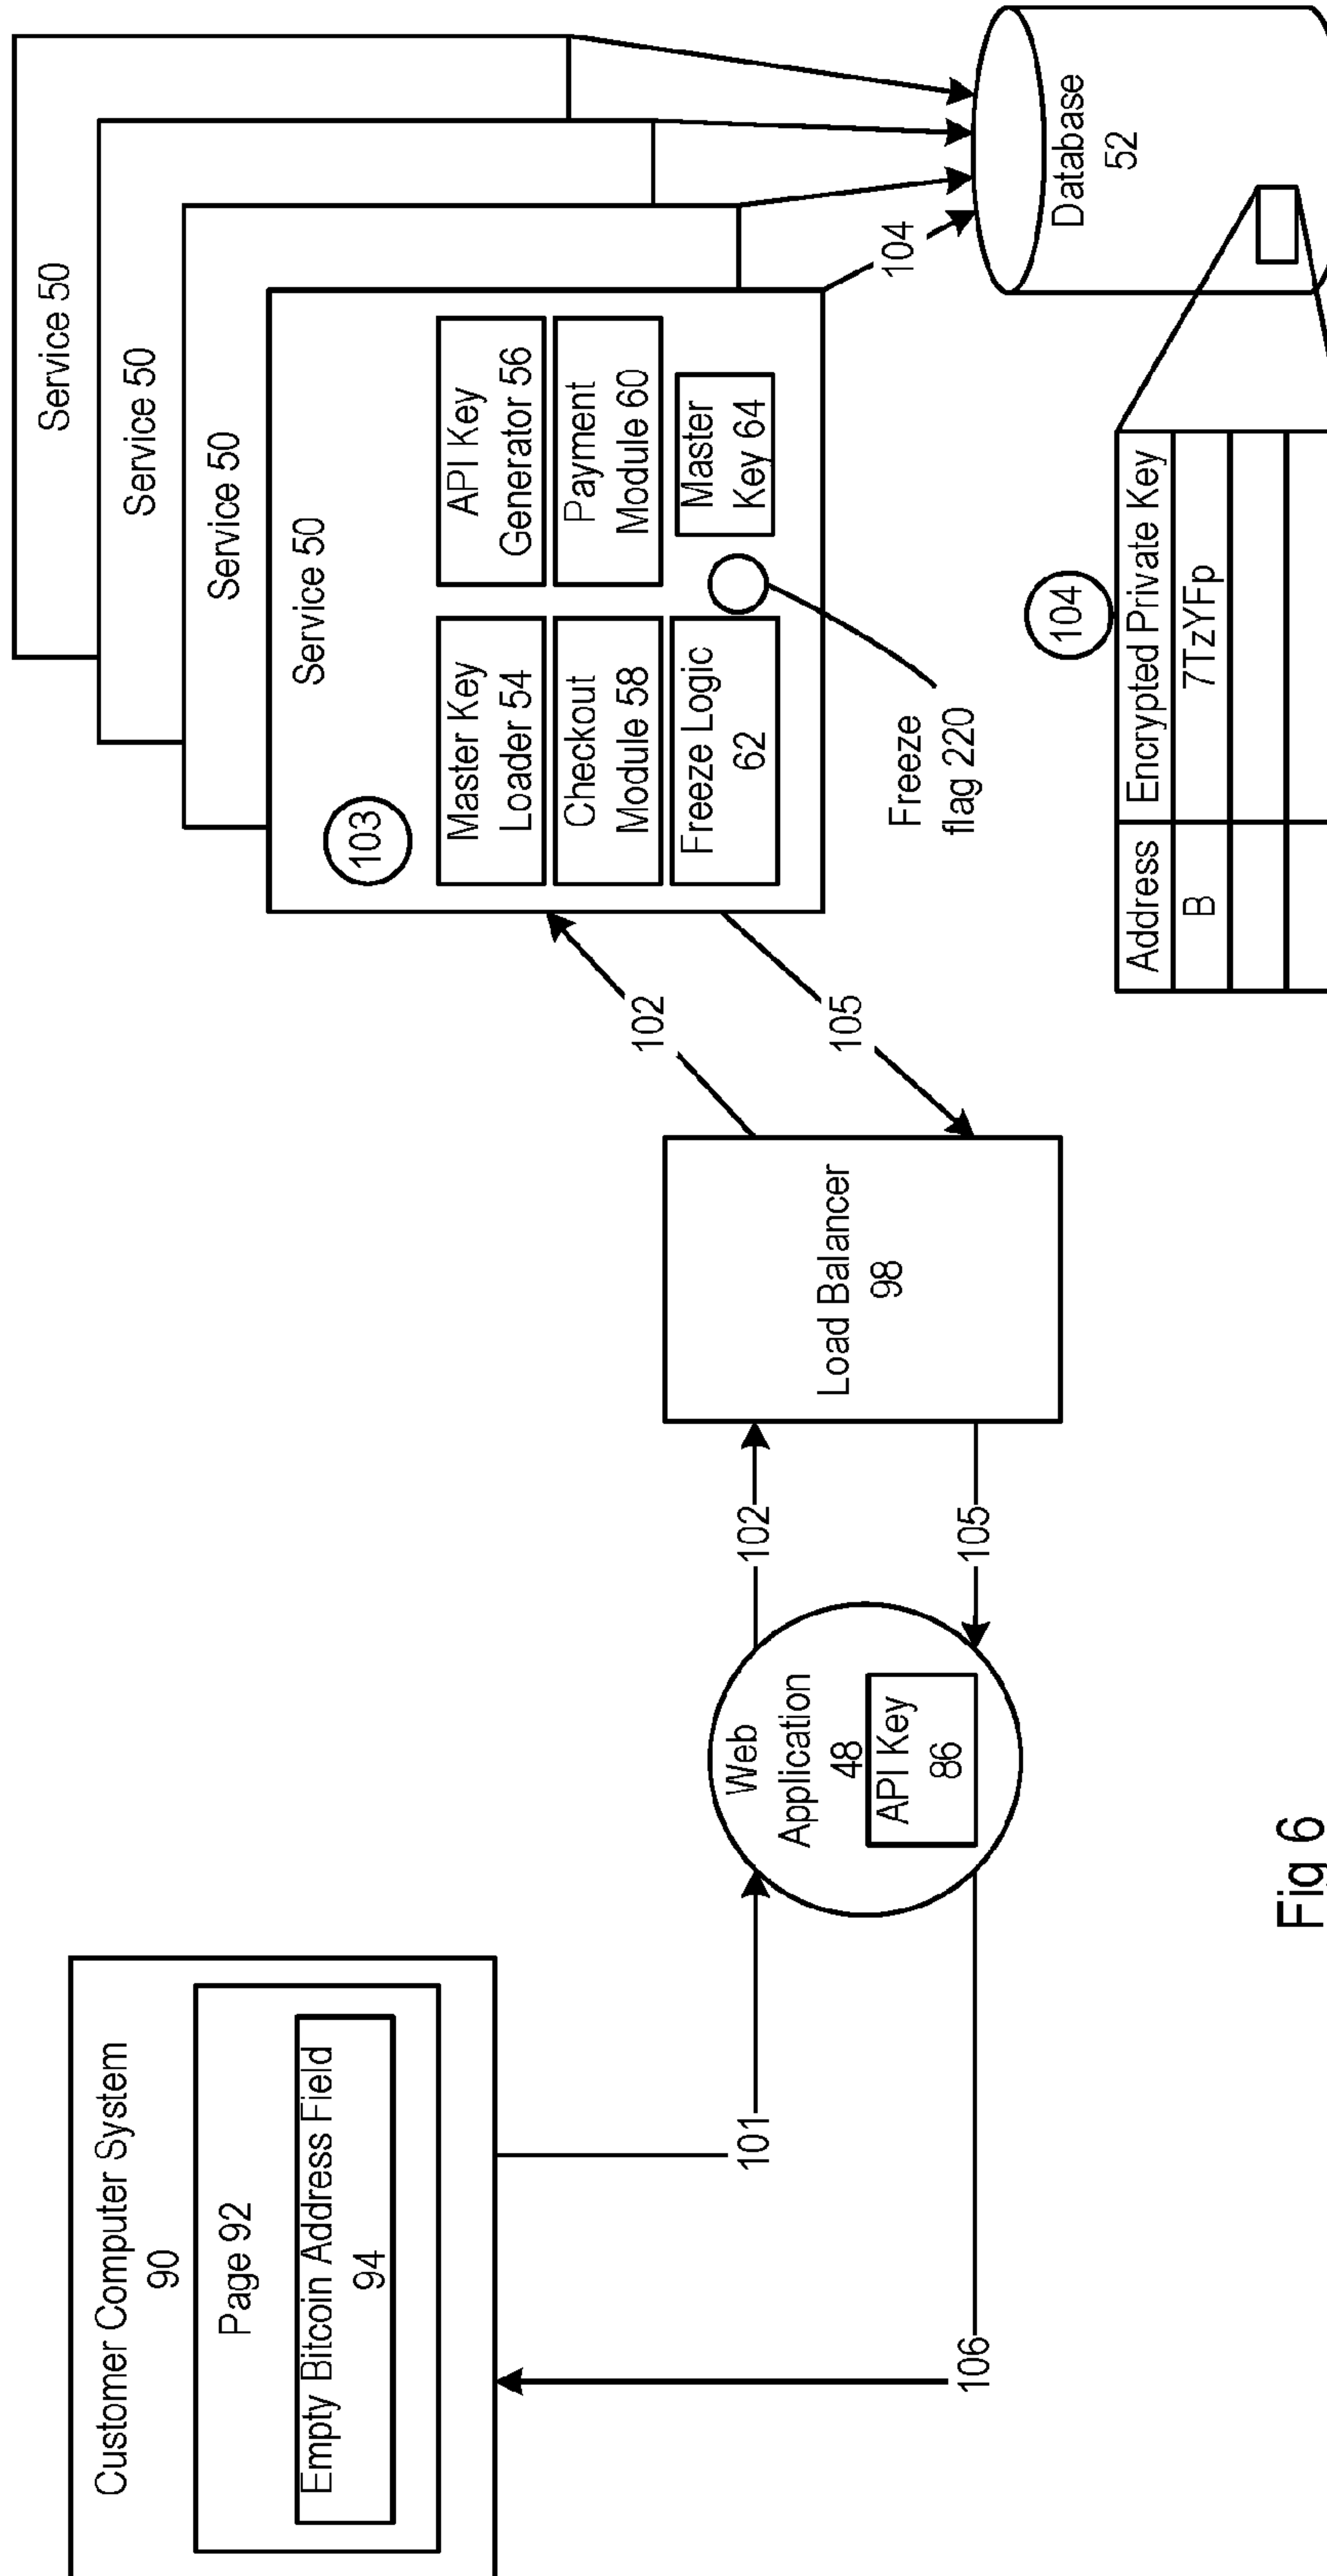 Customer Computer System
90
Page 92
Empty Bitcoin Address Field
94
101
106
Web
Application
48
API Key
86
102
105
Load Balancer
98
102
105
Service 50
Service 50
Service 50
Service 50
103
Master Key
Loader 54
API Key
Generator 56
Checkout
Module 58
Payment
Module 60
Freeze Logic
62
Master
Key 64
Freeze
flag 220
104
Database
52
104
Address
Encrypted Private Key
B
7TzYFp
Fig 6